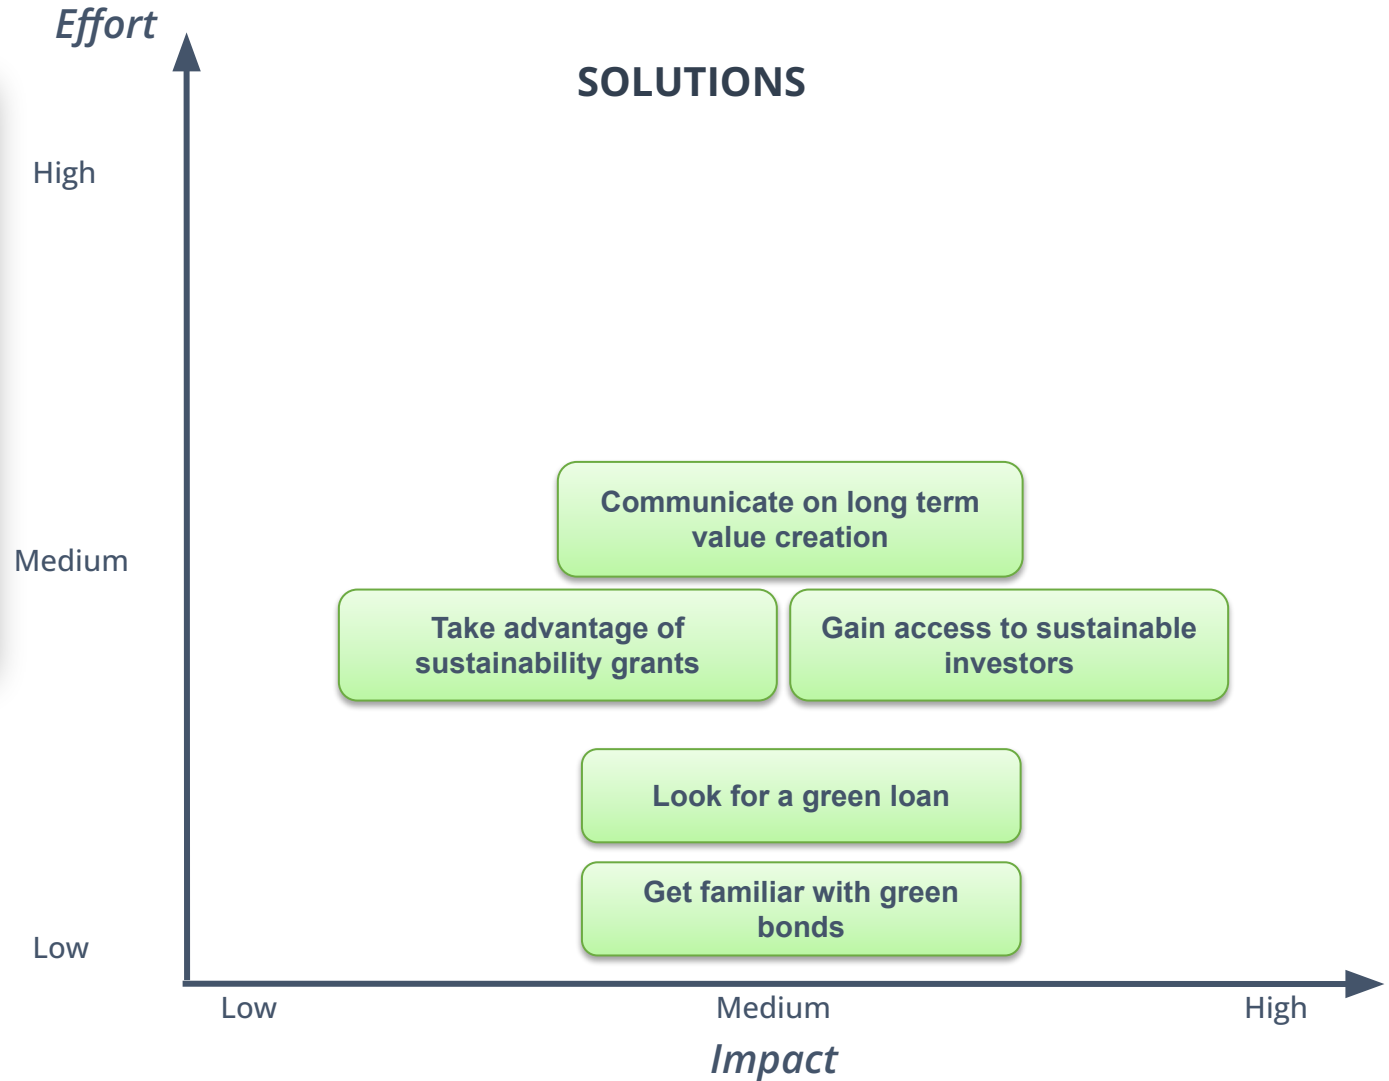 Effort
SOLUTIONS
High
Communicate on long term
value creation
Medium
Take advantage of
sustainability grants
Gain access to sustainable
investors
Look for a green loan
Get familiar with green
bonds
Low
Low
Medium
High
Impact